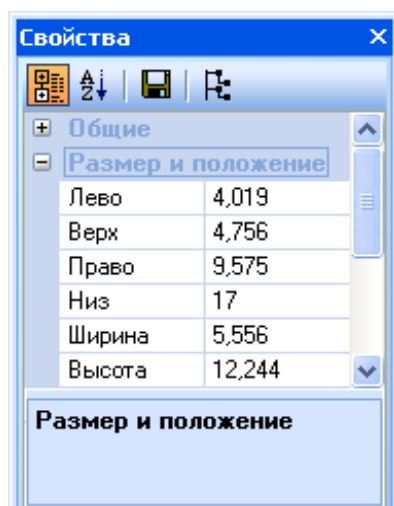 Свойства
A
Z
Общие
Размер и положение
Лево 4,019
Верх 4,756
Право 9,575
Низ 17
Ширина 5,556
Высота 12,244
Размер и положение